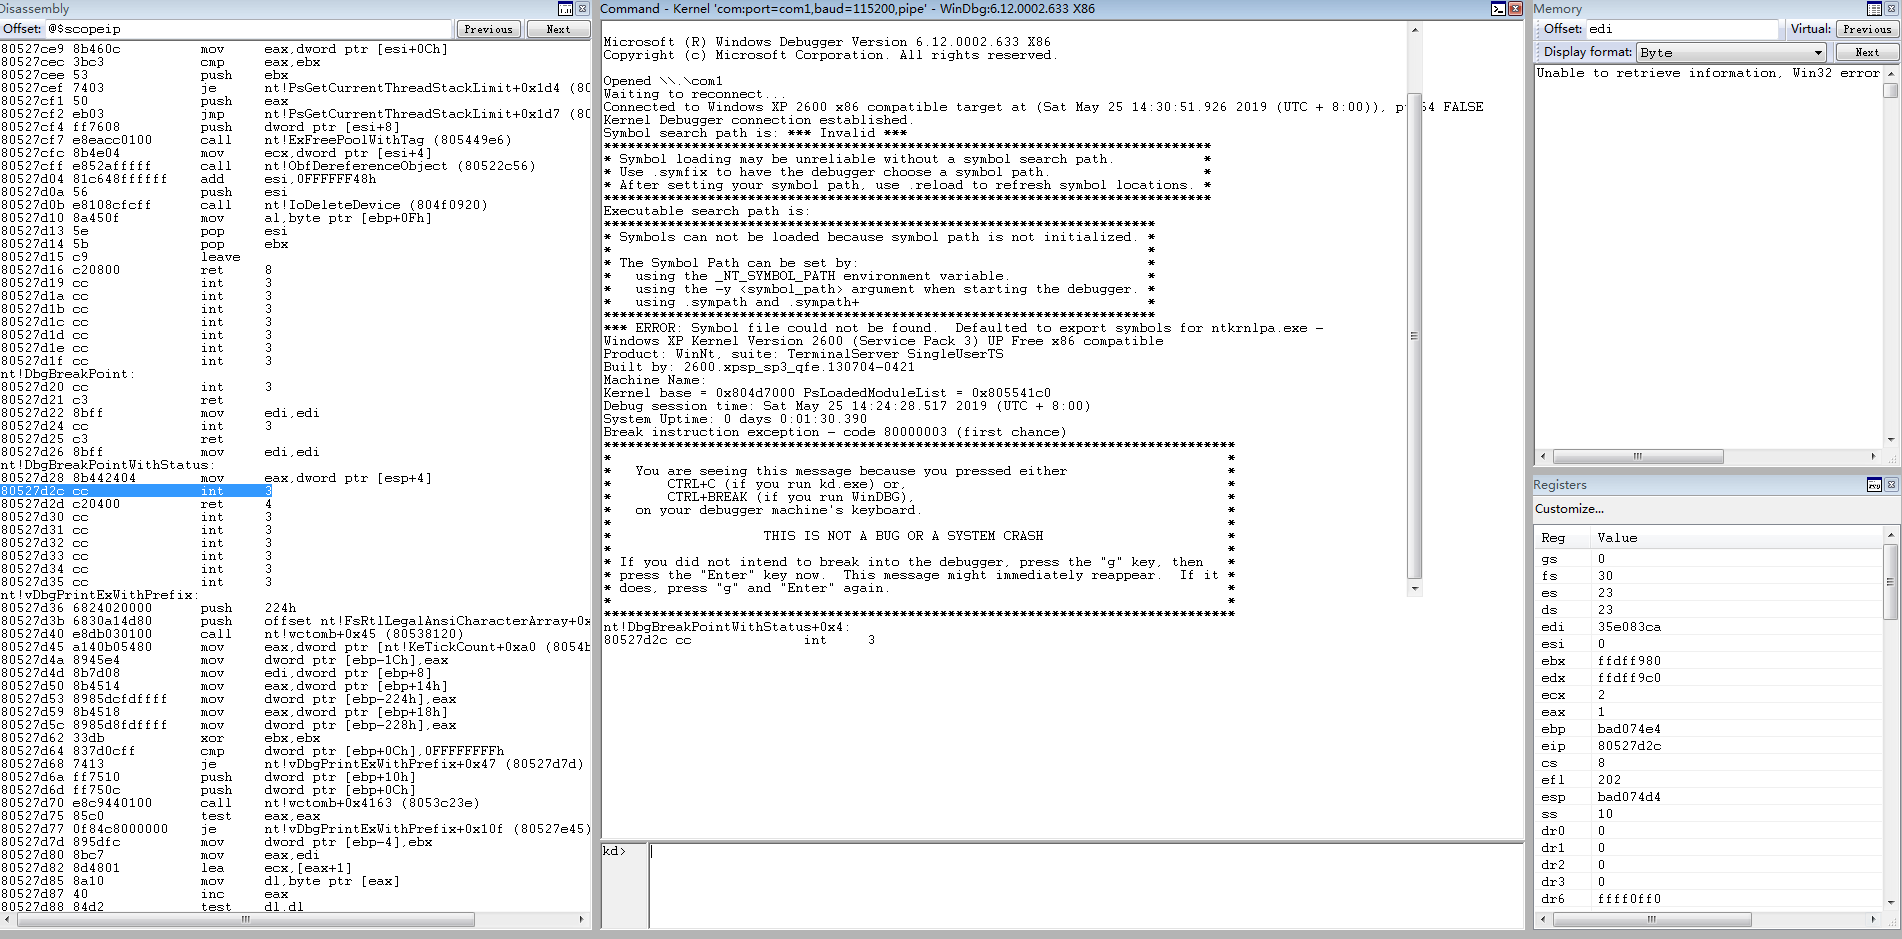 Disassembly
Offset: @$scopeip Previous Next
80527ce9 8b460c mov eax,dword ptr [esi+0Ch]
80527cec 3bc3 cmp eax,ebx
80527cee 53 push ebx
80527cef 7403 je nt!PsGetCurrentThreadStackLimit+0x1d4 (80
80527cf1 50 push eax
80527cf2 eb03 jmp nt!PsGetCurrentThreadStackLimit+0x1d7 (80
80527cf4 ff7608 push dword ptr [esi+8]
80527cf7 e8eacc0100 call nt!ExFreePoolWithTag (805449e6)
80527cfc 8b4e04 mov ecx,dword ptr [esi+4]
80527cff e852afffff call nt!ObfDereferenceObject (80522c56)
80527d04 81c648ffffff add esi,0FFFFFF48h
80527d0a 56 push esi
80527d0b e8108cfcff call nt!IoDeleteDevice (804f0920)
80527d10 8a450f mov al,byte ptr [ebp+0Fh]
80527d13 5e pop esi
80527d14 5b pop ebx
80527d15 c9 leave
80527d16 c20800 ret 8
80527d19 cc int 3
80527d1a cc int 3
80527d1b cc int 3
80527d1c cc int 3
80527d1d cc int 3
80527d1e cc int 3
80527d1f cc int 3
nt!DbgBreakPoint:
80527d20 cc int 3
80527d21 c3 ret
80527d22 8bff mov edi,edi
80527d24 cc int 3
80527d25 c3 ret
80527d26 8bff mov edi,edi
nt!DbgBreakPointWithStatus:
80527d28 8b442404 mov eax,dword ptr [esp+4]
80527d2c cc int 3
80527d2d c20400 ret 4
80527d30 cc int 3
80527d31 cc int 3
80527d32 cc int 3
80527d33 cc int 3
80527d34 cc int 3
80527d35 cc int 3
nt!vDbgPrintExWithPrefix:
80527d36 6824020000 push 224h
80527d3b 6830a14d80 push offset nt!FsRtlLegalAnsiCharacterArray+0x
80527d40 e8db030100 call nt!wctomb+0x45 (80538120)
80527d45 a140b05480 mov eax,dword ptr [nt!KeTickCount+0xa0 (8054b
80527d4a 8945e4 mov dword ptr [ebp-1Ch],eax
80527d4d 8b7d08 mov edi,dword ptr [ebp+8]
80527d50 8b4514 mov eax,dword ptr [ebp+14h]
80527d53 8985dcfdffff mov dword ptr [ebp-224h],eax
80527d59 8b4518 mov eax,dword ptr [ebp+18h]
80527d5c 8985d8fdffff mov dword ptr [ebp-228h],eax
80527d62 33db xor ebx,ebx
80527d64 837d0cff cmp dword ptr [ebp+0Ch],0FFFFFFFFh
80527d68 7413 je nt!vDbgPrintExWithPrefix+0x47 (80527d7d)
80527d6a ff7510 push dword ptr [ebp+10h]
80527d6d ff750c push dword ptr [ebp+0Ch]
80527d70 e8c9440100 call nt!wctomb+0x4163 (8053c23e)
80527d75 85c0 test eax,eax
80527d77 0f84c8000000 je nt!vDbgPrintExWithPrefix+0x10f (80527e45)
80527d7d 895dfc mov dword ptr [ebp-4],ebx
80527d80 8bc7 mov eax,edi
80527d82 8d4801 lea ecx,[eax+1]
80527d85 8a10 mov dl,byte ptr [eax]
80527d87 40 inc eax
80527d88 84d2 test dl,dl
Command - Kernel 'com:port=com1,baud=115200,pipe' - WinDbg:6.12.0002.633 X86
Microsoft (R) Windows Debugger Version 6.12.0002.633 X86
Copyright (c) Microsoft Corporation. All rights reserved.
Opened \\.\com1
Waiting to reconnect...
Connected to Windows XP 2600 x86 compatible target at (Sat May 25 14:30:51.926 2019 (UTC + 8:00)), p 64 FALSE
Kernel Debugger connection established.
Symbol search path is: *** Invalid ***
****************************************************************************
* Symbol loading may be unreliable without a symbol search path. *
* Use .symfix to have the debugger choose a symbol path. *
* After setting your symbol path, use .reload to refresh symbol locations. *
****************************************************************************
Executable search path is:
*********************************************************************
* Symbols can not be loaded because symbol path is not initialized. *
* *
* The Symbol Path can be set by: *
* using the _NT_SYMBOL_PATH environment variable. *
* using the -y <symbol_path> argument when starting the debugger. *
* using .sympath and .sympath+ *
*********************************************************************
*** ERROR: Symbol file could not be found. Defaulted to export symbols for ntkrnlpa.exe -
Windows XP Kernel Version 2600 (Service Pack 3) UP Free x86 compatible
Product: WinNt, suite: TerminalServer SingleUserTS
Built by: 2600.xpsp_sp3_qfe.130704-0421
Machine Name:
Kernel base = 0x804d7000 PsLoadedModuleList = 0x805541c0
Debug session time: Sat May 25 14:24:28.517 2019 (UTC + 8:00)
System Uptime: 0 days 0:01:30.390
Break instruction exception - code 80000003 (first chance)
*******************************************************************************
* *
* You are seeing this message because you pressed either *
* CTRL+C (if you run kd.exe) or, *
* CTRL+BREAK (if you run WinDBG), *
* on your debugger machine's keyboard. *
* *
* THIS IS NOT A BUG OR A SYSTEM CRASH *
* *
* If you did not intend to break into the debugger, press the "g" key, then *
* press the "Enter" key now. This message might immediately reappear. If it *
* does, press "g" and "Enter" again. *
* *
*******************************************************************************
nt!DbgBreakPointWithStatus+0x4:
80527d2c cc int 3
kd>
Memory
Offset: edi Virtual: Previous
Display format: Byte Next
Unable to retrieve information, Win32 error
Registers
Customize...
Reg Value
gs 0
fs 30
es 23
ds 23
edi 35e083ca
esi 0
ebx ffdff980
edx ffdff9c0
ecx 2
eax 1
ebp bad074e4
eip 80527d2c
cs 8
efl 202
esp bad074d4
ss 10
dr0 0
dr1 0
dr2 0
dr3 0
dr6 ffff0ff0